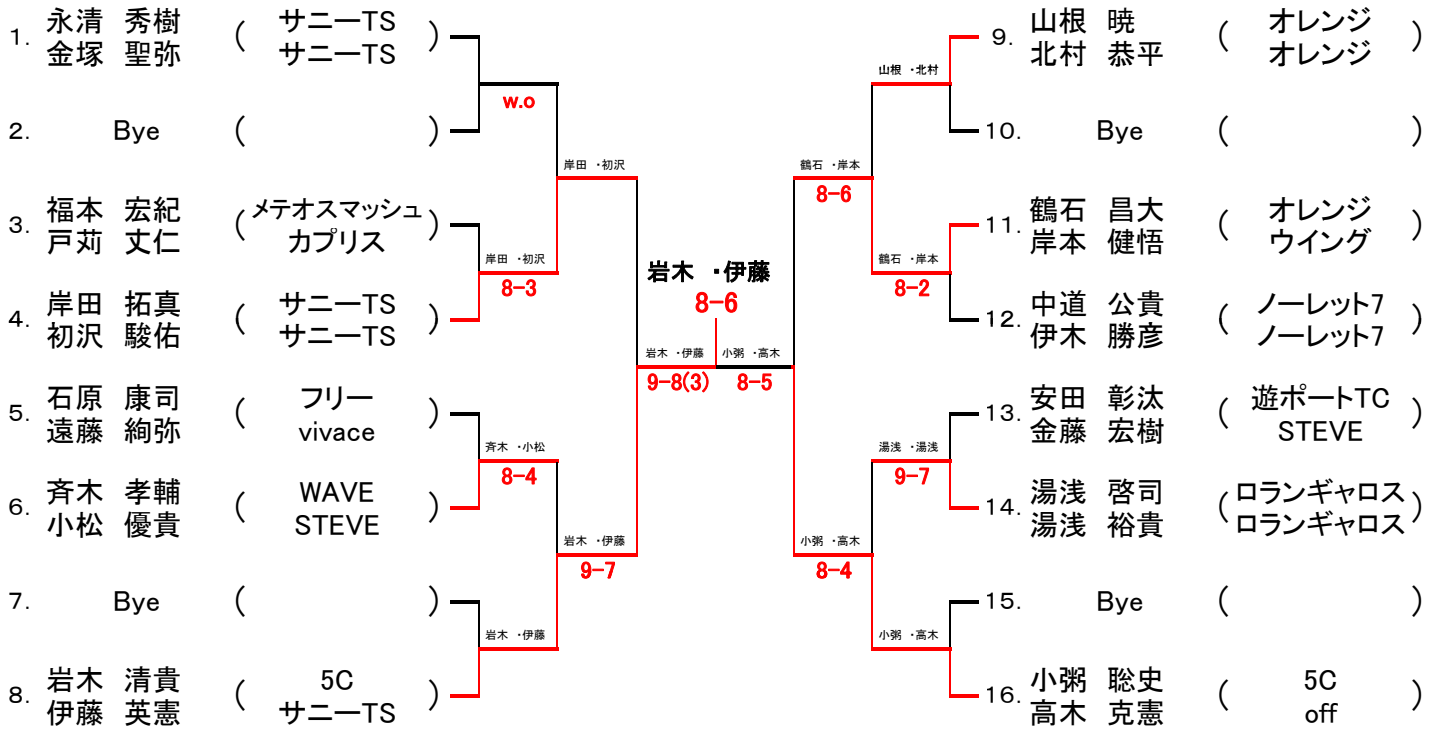 1. 永清 秀樹 ( サニーTS )
金塚 聖弥 サニーTS
w.o
2. Bye ( )
岸田 ・初沢
3. 福本 宏紀 ( メテオスマッシュ )
戸苅 丈仁 カプリス
岸田 ・初沢
8-3
4. 岸田 拓真 ( サニーTS )
初沢 駿佑 サニーTS
5. 石原 康司 ( フリー )
遠藤 絢弥 vivace
斉木 ・小松
8-4
6. 斉木 孝輔 ( WAVE )
小松 優貴 STEVE
岩木 ・伊藤
9-7
7. Bye ( )
岩木 ・伊藤
8. 岩木 清貴 ( 5C )
伊藤 英憲 サニーTS
岩木 ・伊藤
8-6
岩木 ・伊藤 小粥 ・高木
9-8(3) 8-5
9. 山根 暁 ( オレンジ )
北村 恭平 オレンジ
山根 ・北村
10. Bye ( )
鶴石 ・岸本
8-6
11. 鶴石 昌大 ( オレンジ )
岸本 健悟 ウイング
鶴石 ・岸本
8-2
12. 中道 公貴 ( ノーレット7 )
伊木 勝彦 ノーレット7
13. 安田 彰汰 ( 遊ポートTC )
金藤 宏樹 STEVE
湯浅 ・湯浅
9-7
14. 湯浅 啓司 ( ロランギャロス )
湯浅 裕貴 ロランギャロス
小粥 ・高木
8-4
15. Bye ( )
小粥 ・高木
16. 小粥 聡史 ( 5C )
高木 克憲 off